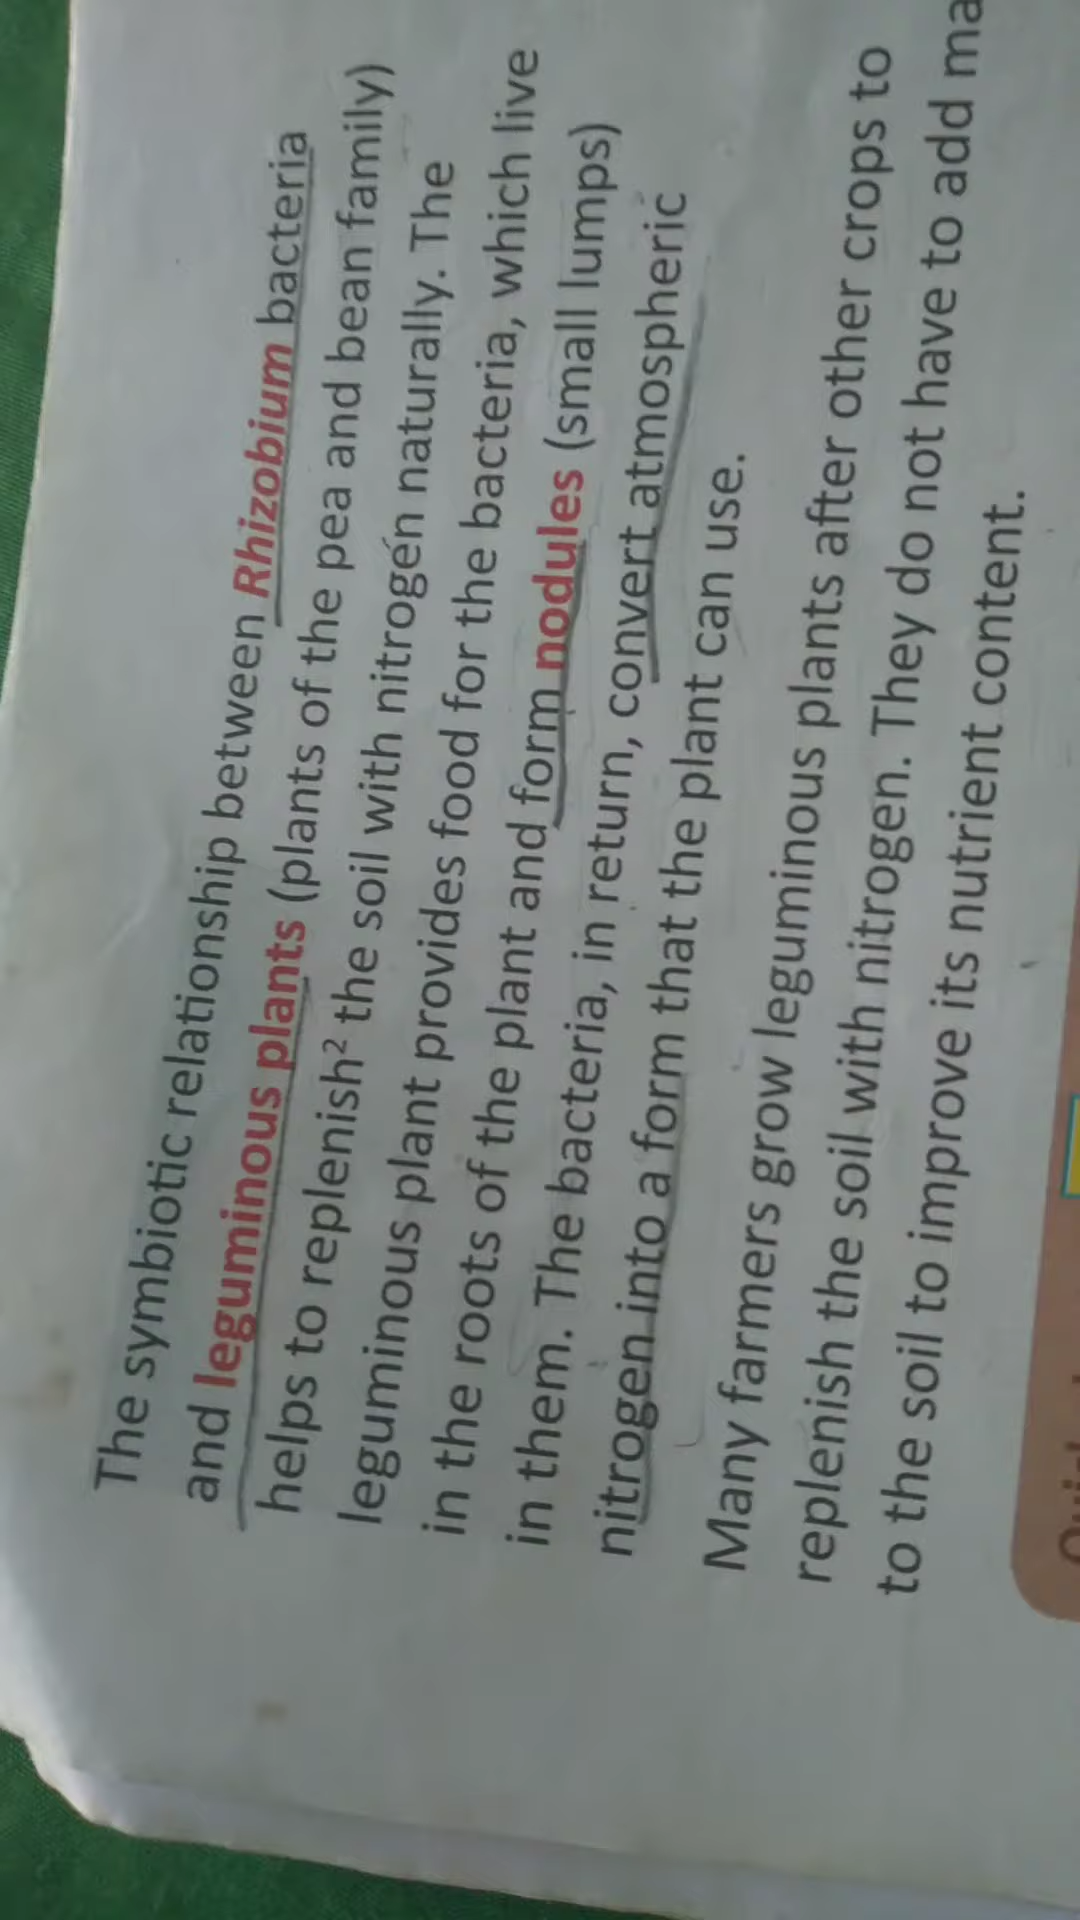 The symbiotic relationship between Rhizobium bacteria
and leguminous plants (plants of the pea and bean family)
helps to replenish² the soil with nitrogen naturally. The
leguminous plant provides food for the bacteria, which live
in the roots of the plant and form nodules (small lumps)
in them. The bacteria, in return, convert atmospheric
nitrogen into a form that the plant can use.
Many farmers grow leguminous plants after other crops to
replenish the soil with nitrogen. They do not have to add
to the soil to improve its nutrient content.